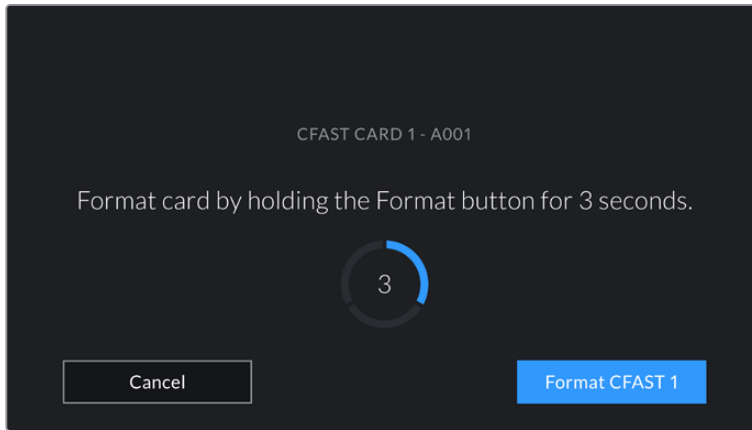 CFAST CARD 1 - A001
Format card by holding the Format button for 3 seconds.
3
Cancel
Format CFAST 1